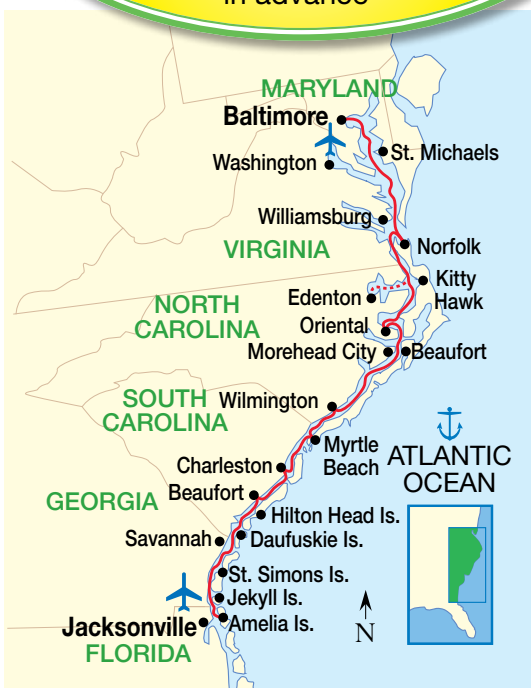 in advance
MARYLAND
Baltimore
Washington
St. Michaels
Williamsburg
VIRGINIA
Norfolk
Kitty
Hawk
Edenton
NORTH
CAROLINA
Oriental
Morehead City
Beaufort
SOUTH
CAROLINA
Wilmington
Myrtle
Beach
ATLANTIC
OCEAN
Charleston
Beaufort
GEORGIA
Hilton Head Is.
Savannah
Daufuskie Is.
St. Simons Is.
Jekyll Is.
Amelia Is.
Jacksonville
FLORIDA
N